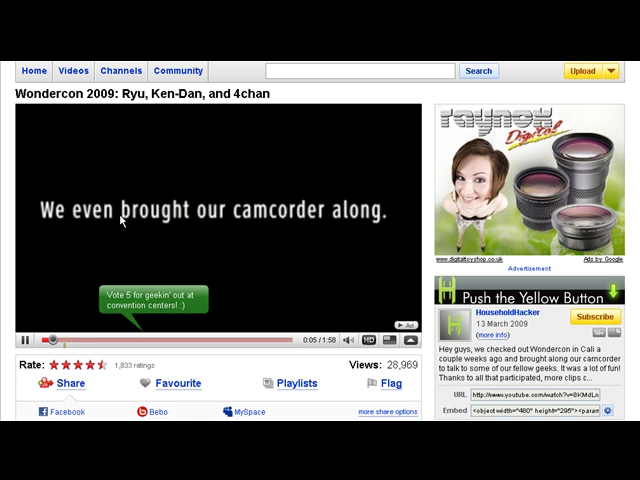 Home Videos Channels Community Search Upload
Wondercon 2009: Ryu, Ken-Dan, and 4chan
We even brought our camcorder along.
Vote 5 for geekin' out at
convention centers! :)
Ad
0:05 / 1:58 HD
Rate: 1,833 ratings Views: 28,969
Share Favourite Playlists Flag
Facebook Bebo MySpace more share options
raynox
Digital
www.digitaltoyshop.co.uk Ads by Google
Advertisement
Push the Yellow Button
HouseholdHacker
13 March 2009
(more info)
Subscribe
Hey guys, we checked out Wondercon in Cali a
couple weeks ago and brought along our camcorder
to talk to some of our fellow geeks. It was a lot of fun!
Thanks to all that participated, more clips c...
URL http://www.youtube.com/watch?v=8KMdLn
Embed <object width="480" height="295"><param